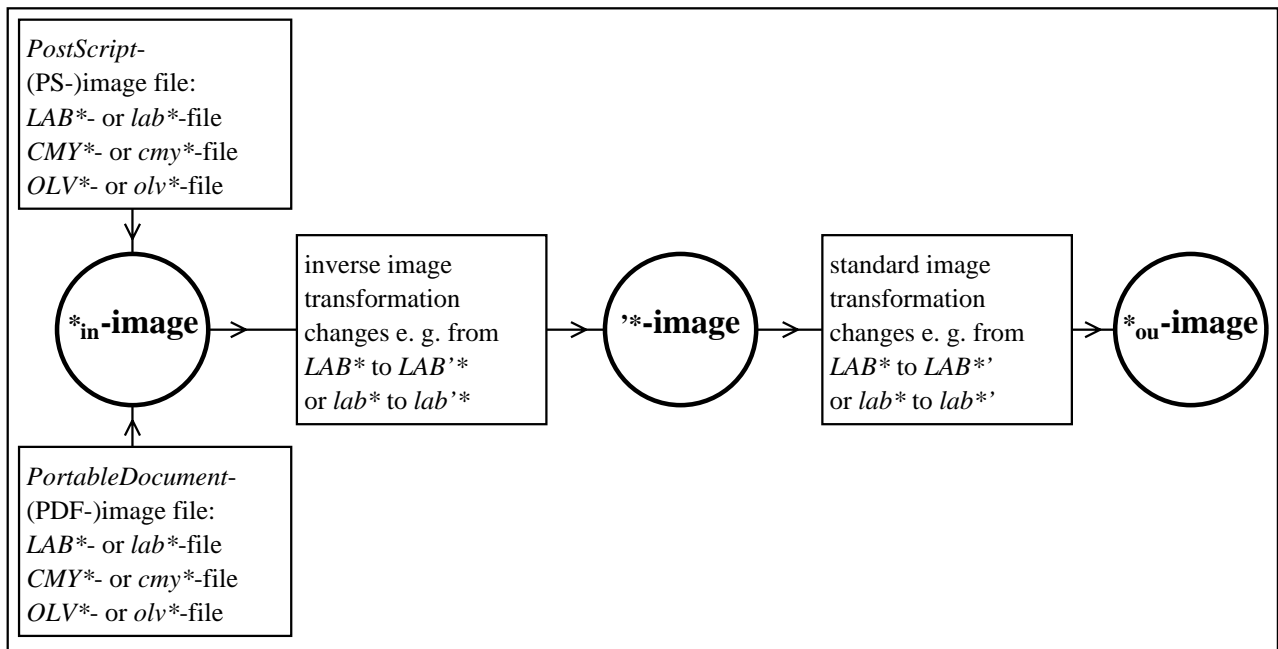 PostScript-
(PS-)image file:
LAB*- or lab*-file
CMY*- or cmy*-file
OLV*- or olv*-file
*in-image
inverse image
transformation
changes e. g. from
LAB* to LAB’*
or lab* to lab’*
’*-image
standard image
transformation
changes e. g. from
LAB* to LAB*’
or lab* to lab*’
*ou-image
PortableDocument-
(PDF-)image file:
LAB*- or lab*-file
CMY*- or cmy*-file
OLV*- or olv*-file